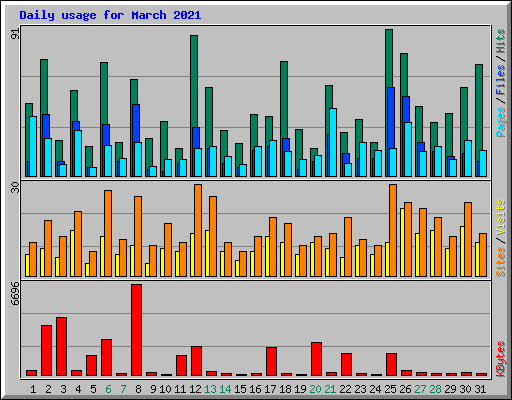 Daily usage for March 2021
91
Pages / Files / Hits
30
Sites / Visits
6696
KBytes
1 2 3 4 5 6 7 8 9 10 11 12 13 14 15 16 17 18 19 20 21 22 23 24 25 26 27 28 29 30 31